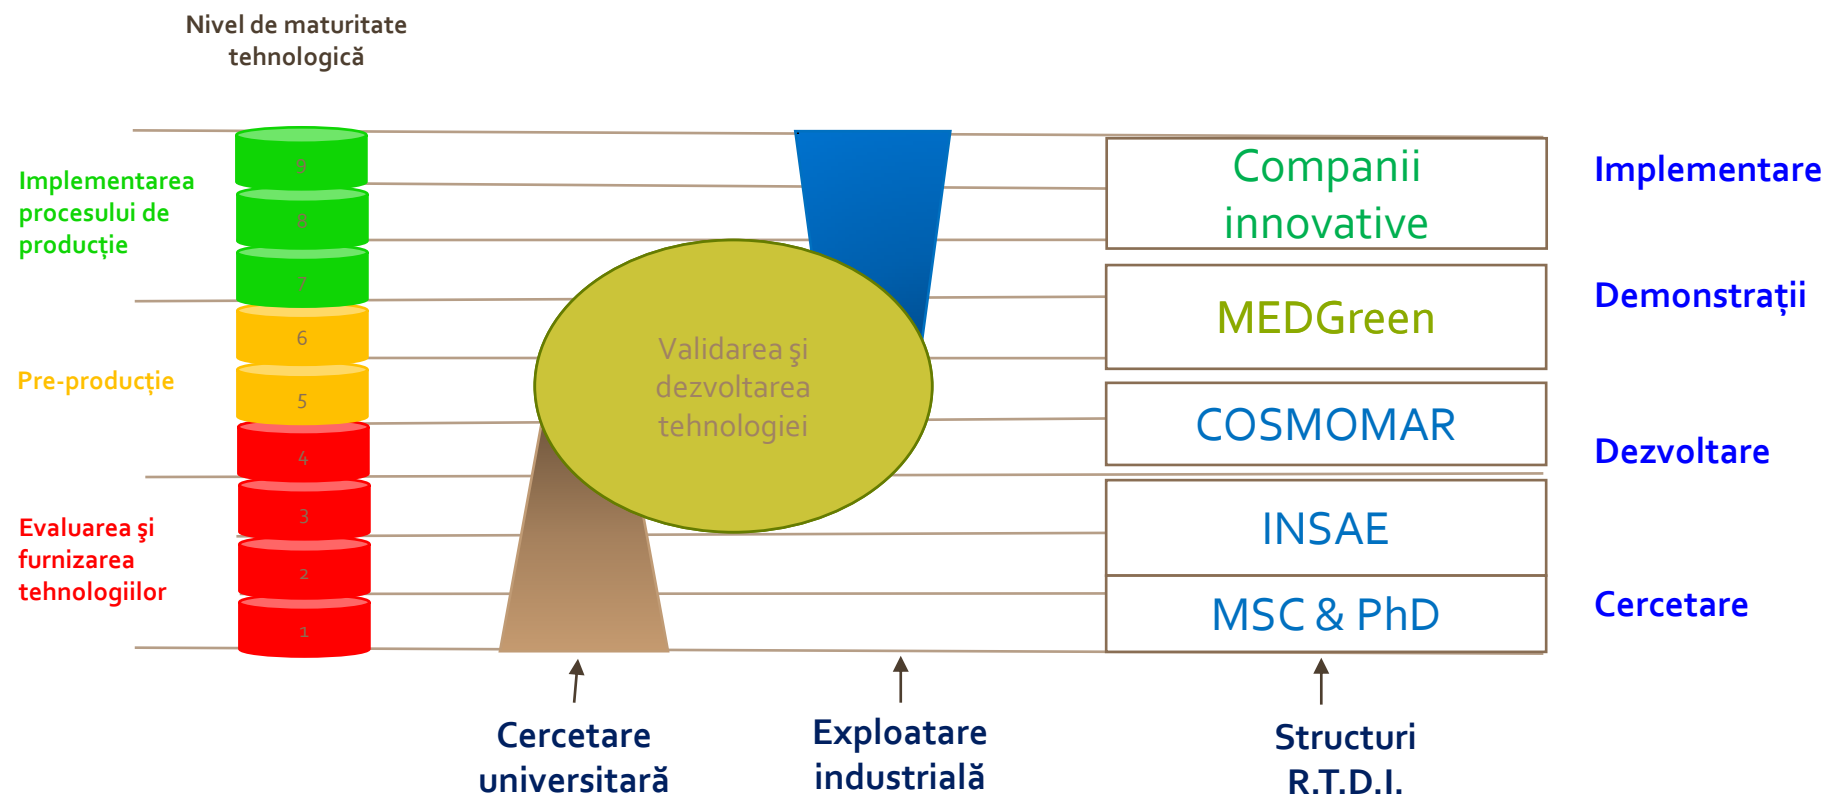 Nivel de maturitate
tehnologică
Implementarea
procesului de
producție
Pre-producție
Evaluarea şi
furnizarea
tehnologiilor
9
8
7
6
5
4
3
2
1
Validarea şi
dezvoltarea
tehnologiei
Companii
innovative
MEDGreen
COSMOMAR
INSAE
MSC & PhD
Implementare
Demonstrații
Dezvoltare
Cercetare
Cercetare
universitară
Exploatare
industrială
Structuri
R.T.D.I.